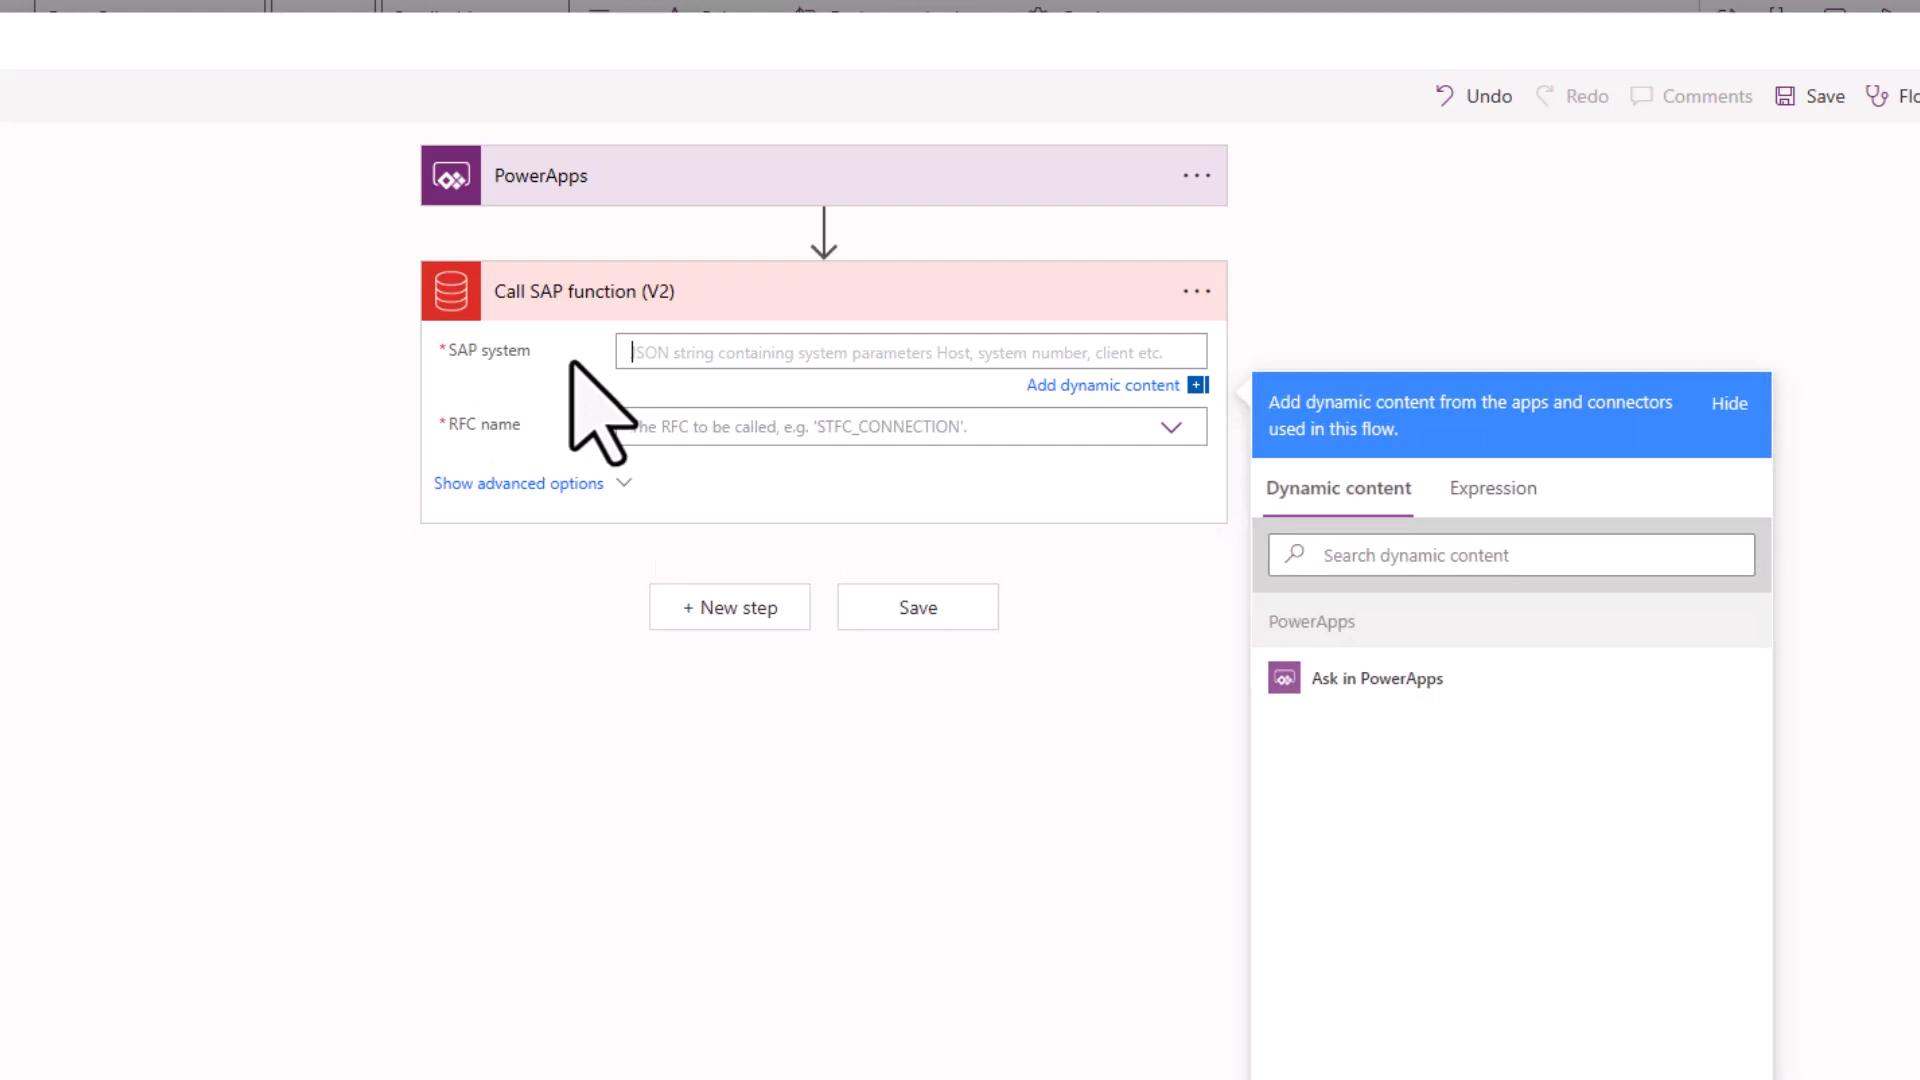 Undo
Redo
Comments
Save
Flo
PowerApps
Call SAP function (V2)
*SAP system
JSON string containing system parameters Host, system number, client etc.
Add dynamic content
*RFC name
The RFC to be called, e.g. 'STFC_CONNECTION'.
Show advanced options
+ New step
Save
Add dynamic content from the apps and connectors
used in this flow.
Hide
Dynamic content
Expression
Search dynamic content
PowerApps
Ask in PowerApps